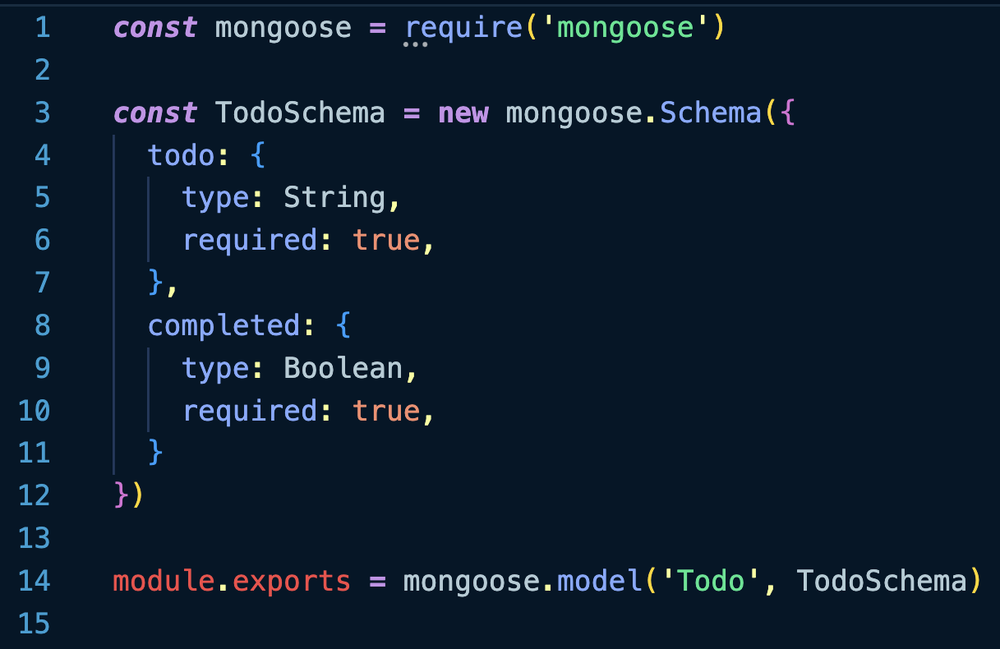 1 const mongoose = require('mongoose')
2
3 const TodoSchema = new mongoose.Schema({
4   todo: {
5     type: String,
6     required: true,
7   },
8   completed: {
9     type: Boolean,
10     required: true,
11   }
12 })
13
14 module.exports = mongoose.model('Todo', TodoSchema)
15